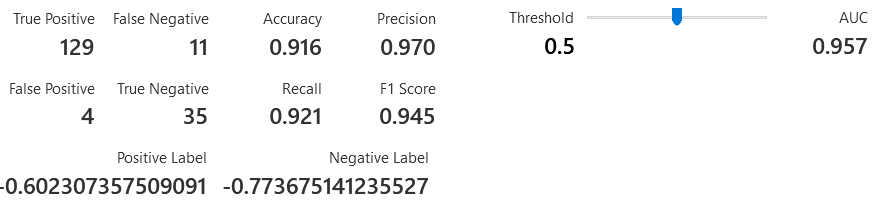 True Positive False Negative Accuracy Precision Threshold AUC
129 11 0.916 0.970 0.5 0.957
False Positive True Negative Recall F1 Score
4 35 0.921 0.945
Positive Label Negative Label
-0.602307357509091 -0.773675141235527